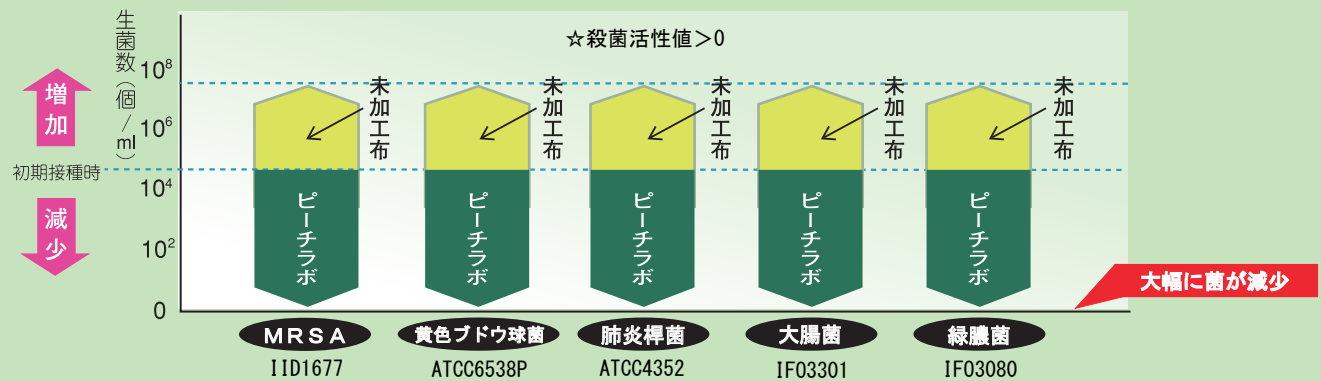 生菌数(個/ml)
☆殺菌活性値>0
10⁸
10⁶
10⁴
10²
0
増加
初期接種時
減少
未加工布
未加工布
未加工布
未加工布
未加工布
ピーチラボ
ピーチラボ
ピーチラボ
ピーチラボ
ピーチラボ
大幅に菌が減少
MRSA
黄色ブドウ球菌
肺炎桿菌
大腸菌
緑膿菌
IID1677
ATCC6538P
ATCC4352
IFO3301
IFO3080